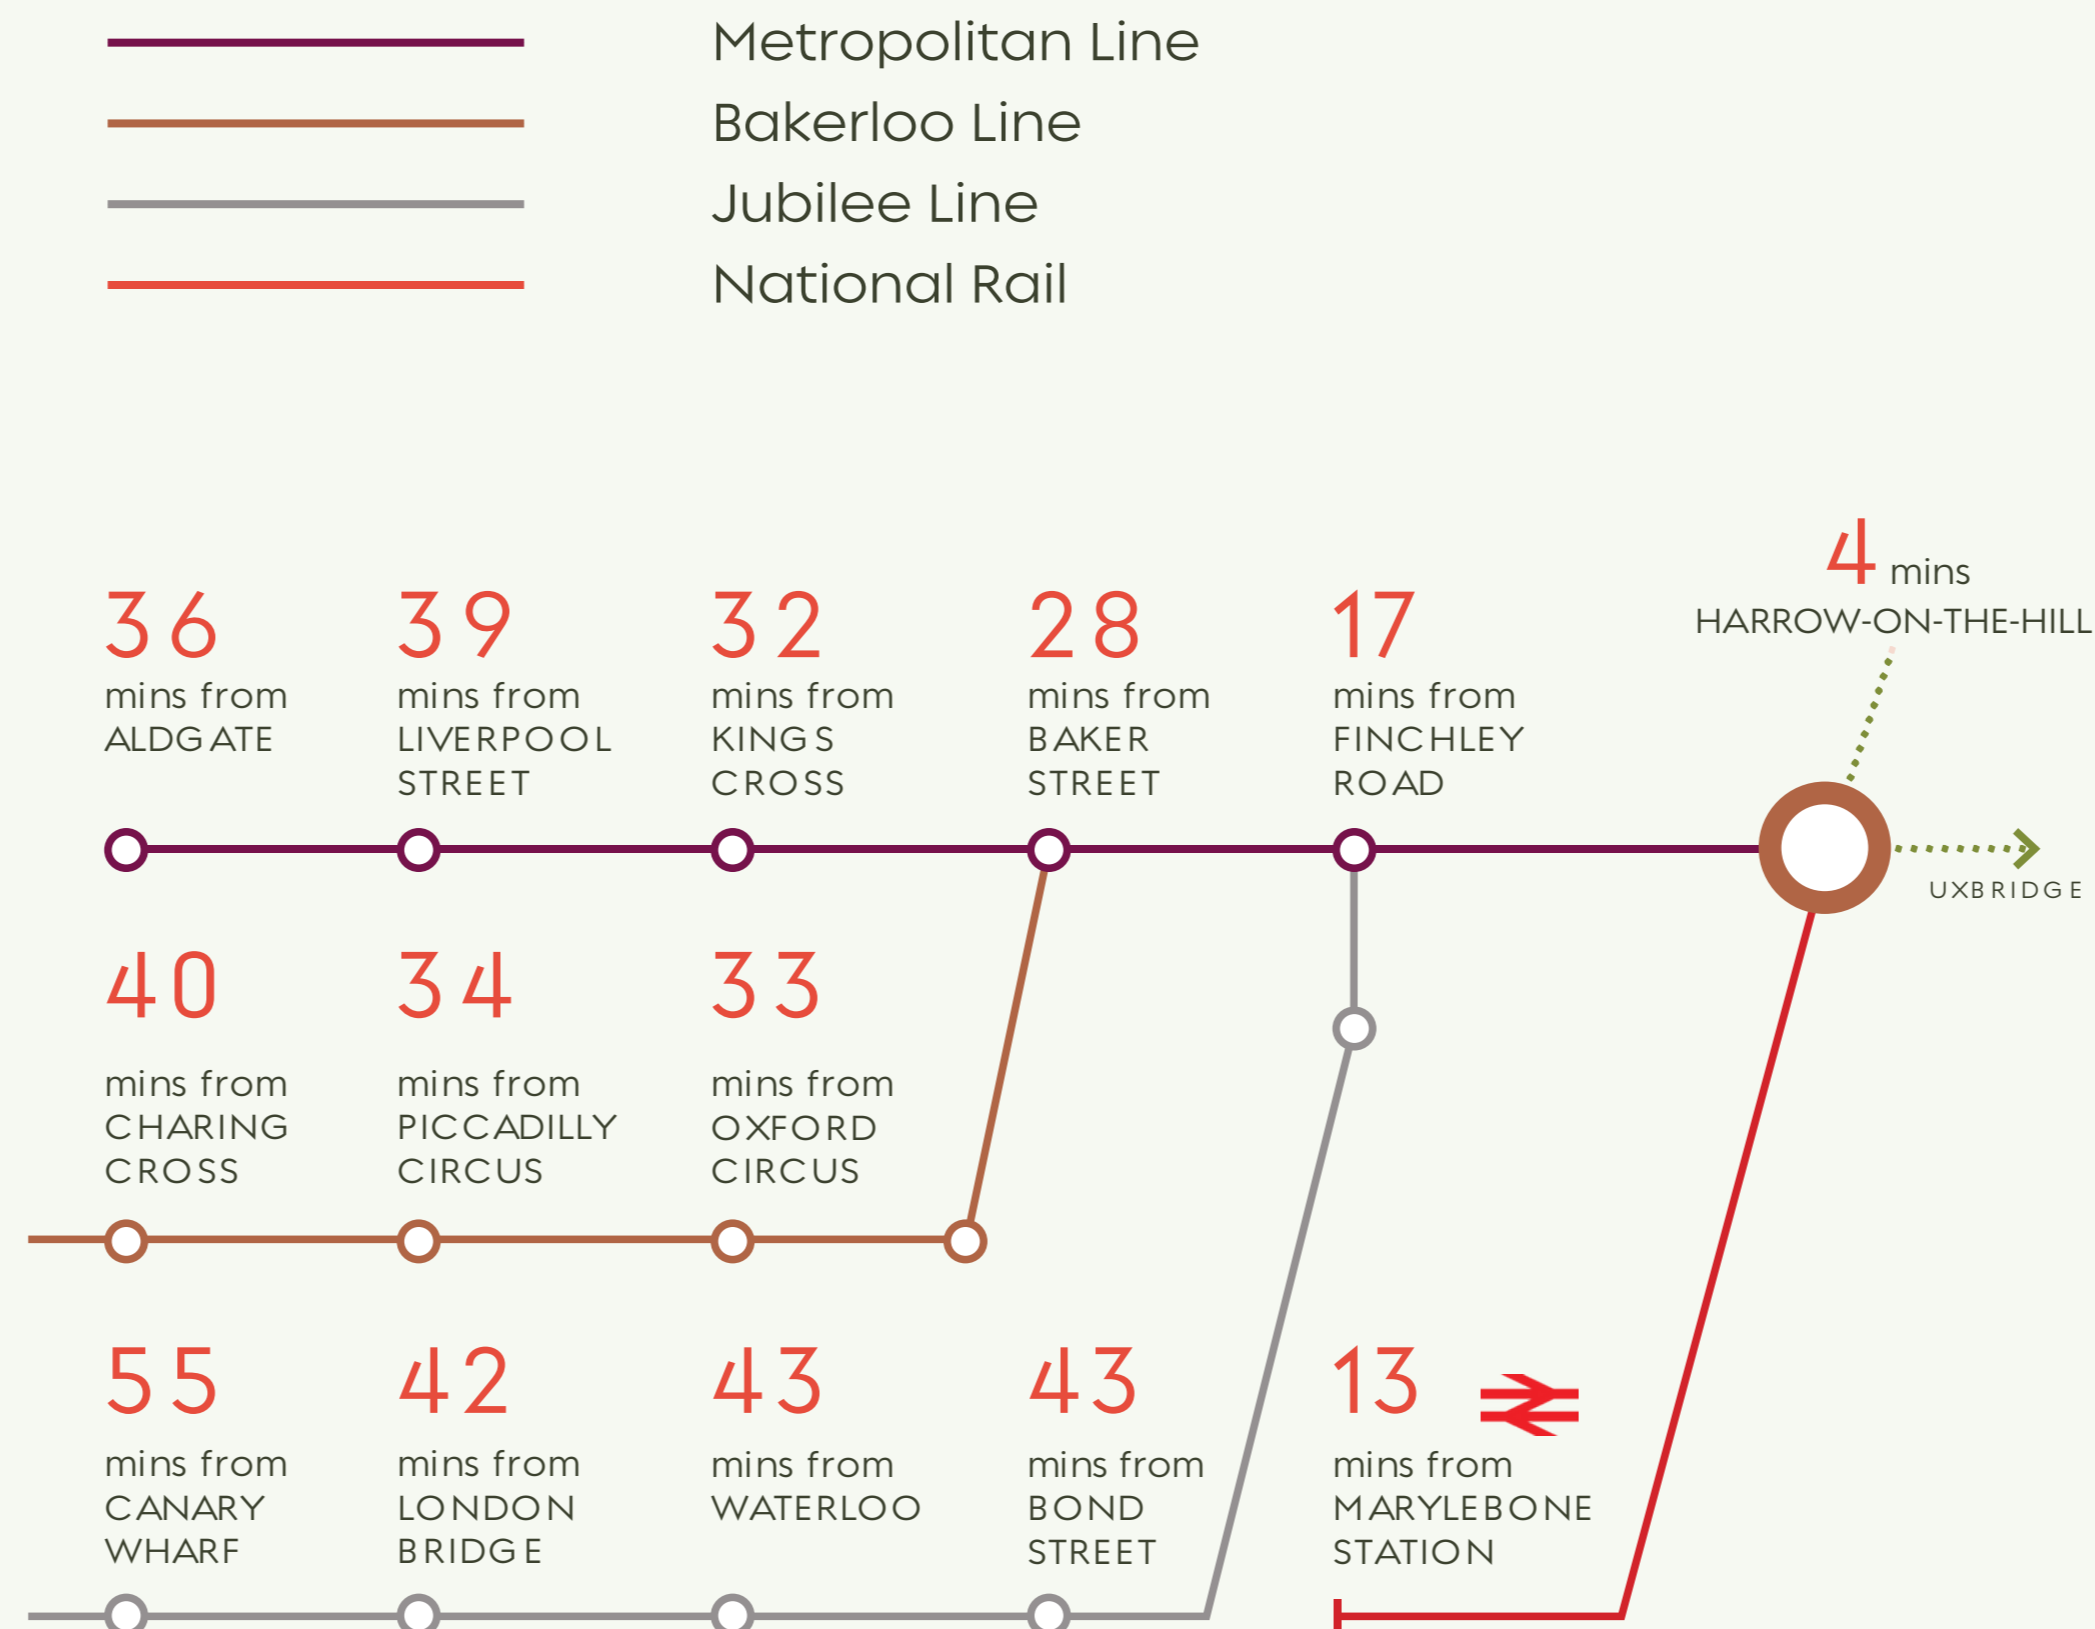 Metropolitan Line
Bakerloo Line
Jubilee Line
National Rail
4 mins
HARROW-ON-THE-HILL
36
mins from
ALDGATE
39
mins from
LIVERPOOL
STREET
32
mins from
KINGS
CROSS
28
mins from
BAKER
STREET
17
mins from
FINCHLEY
ROAD
UXBRIDGE
40
mins from
CHARING
CROSS
34
mins from
PICCADILLY
CIRCUS
33
mins from
OXFORD
CIRCUS
55
mins from
CANARY
WHARF
42
mins from
LONDON
BRIDGE
43
mins from
WATERLOO
43
mins from
BOND
STREET
13
mins from
MARYLEBONE
STATION